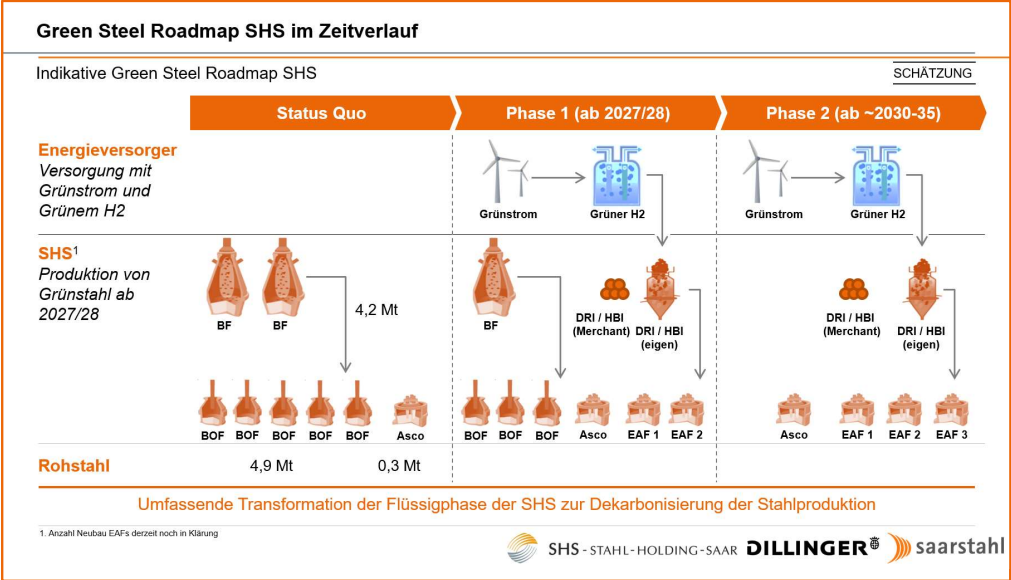 Green Steel Roadmap SHS im Zeitverlauf
Indikative Green Steel Roadmap SHS
SCHÄTZUNG
Status Quo
Phase 1 (ab 2027/28)
Phase 2 (ab ~2030-35)
Energieversorger
Versorgung mit
Grünstrom und
Grünem H2
Grünstrom
Grüner H2
Grünstrom
Grüner H2
SHS1
Produktion von
Grünstahl ab
2027/28
BF
BF
4,2 Mt
BF
DRI / HBI
(Merchant)
DRI / HBI
(eigen)
DRI / HBI
(Merchant)
DRI / HBI
(eigen)
BOF
BOF
BOF
BOF
BOF
Asco
BOF
BOF
BOF
Asco
EAF 1
EAF 2
Asco
EAF 1
EAF 2
EAF 3
Rohstahl
4,9 Mt
0,3 Mt
Umfassende Transformation der Flüssigphase der SHS zur Dekarbonisierung der Stahlproduktion
1. Anzahl Neubau EAFs derzeit noch in Klärung
SHS - STAHL-HOLDING-SAAR
DILLINGER
saarstahl